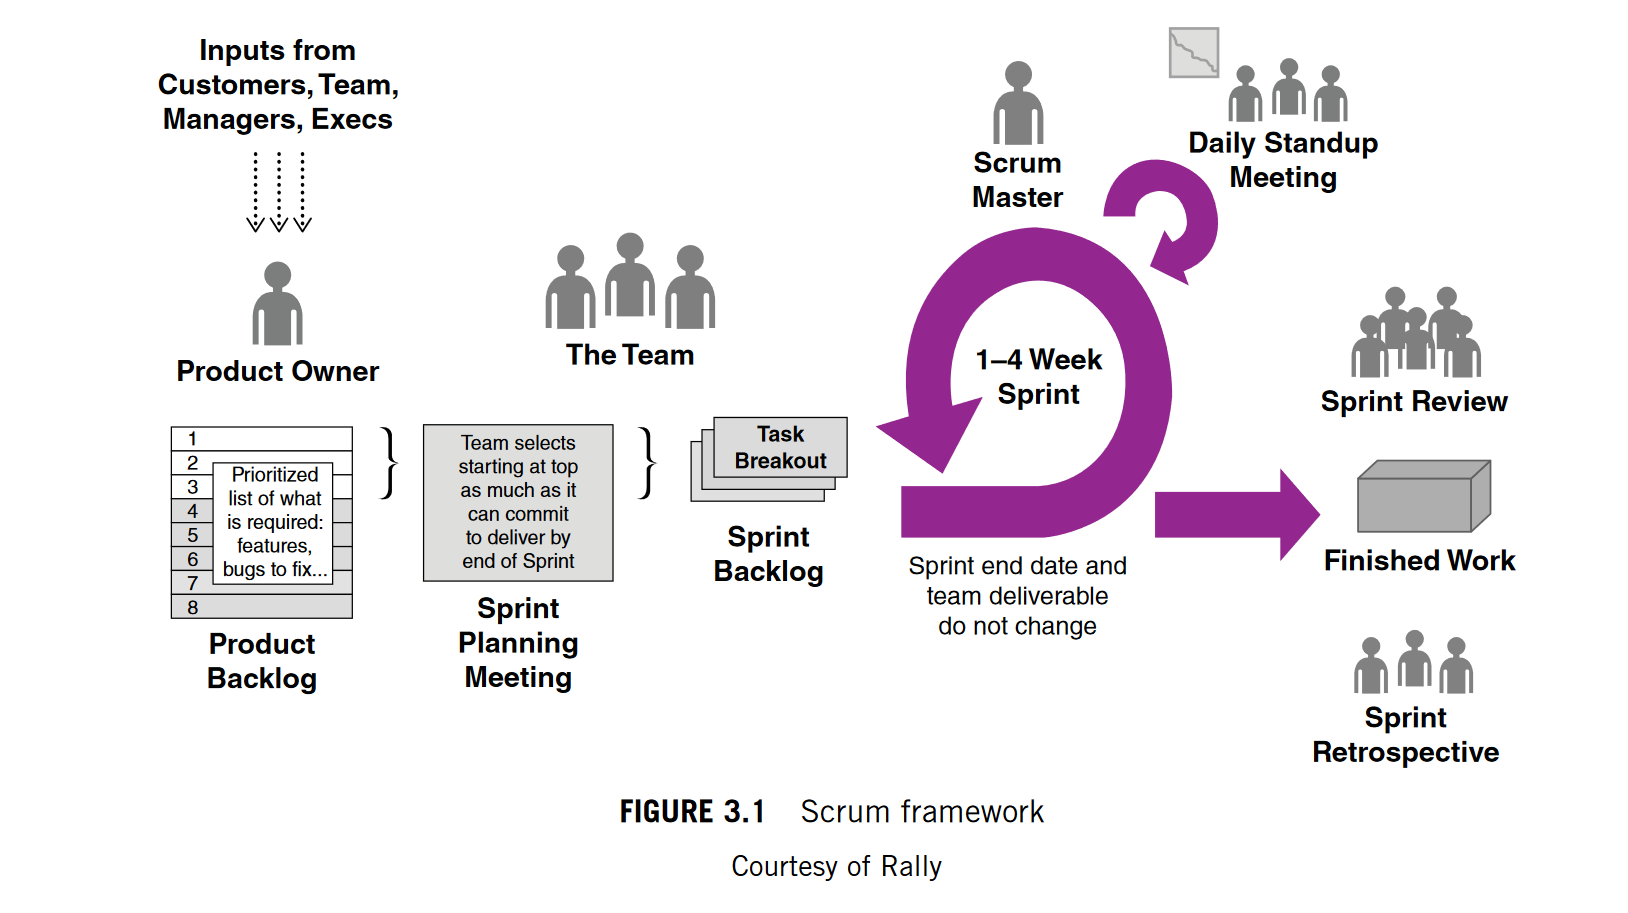 Inputs from
Customers, Team,
Managers, Execs
Product Owner
1
2
3
4
5
6
7
8
Prioritized
list of what
is required:
features,
bugs to fix...
Product
Backlog
The Team
Team selects
starting at top
as much as it
can commit
to deliver by
end of Sprint
Sprint
Planning
Meeting
Task
Breakout
Sprint
Backlog
Scrum
Master
Daily Standup
Meeting
1–4 Week
Sprint
Sprint end date and
team deliverable
do not change
Sprint Review
Finished Work
Sprint
Retrospective
FIGURE 3.1 Scrum framework
Courtesy of Rally